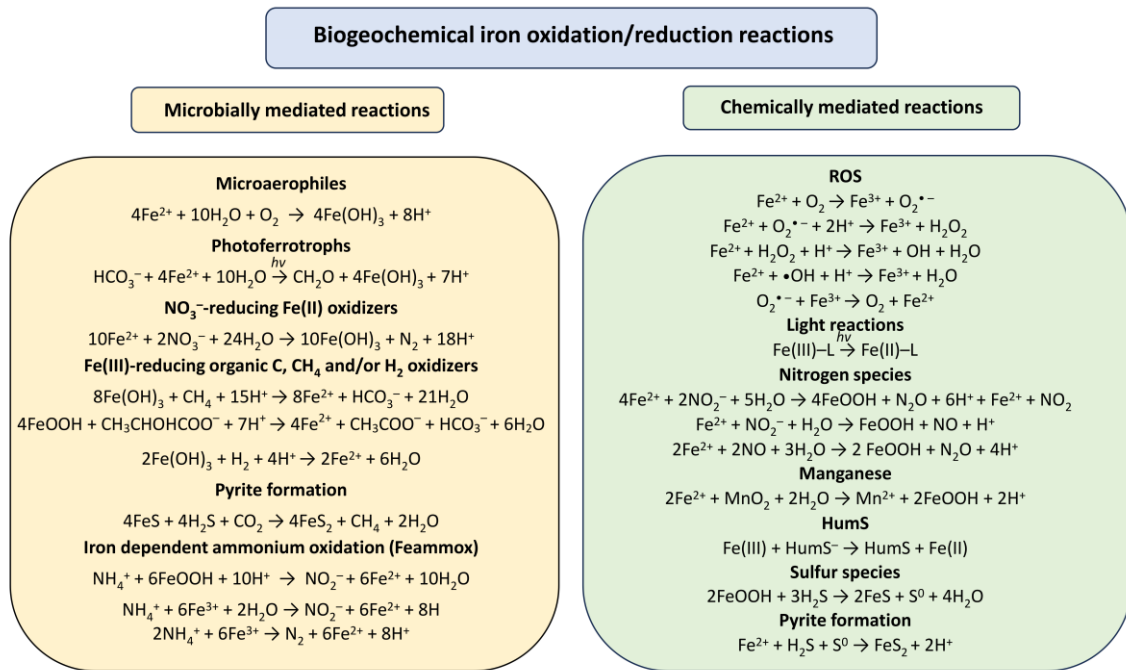 Biogeochemical iron oxidation/reduction reactions
Microbially mediated reactions
Microaerophiles
4Fe²⁺ + 10H₂O + O₂ → 4Fe(OH)₃ + 8H⁺
Photoferrotrophs
hv
HCO₃⁻ + 4Fe²⁺ + 10H₂O → CH₂O + 4Fe(OH)₃ + 7H⁺
NO₃⁻-reducing Fe(II) oxidizers
10Fe²⁺ + 2NO₃⁻ + 24H₂O → 10Fe(OH)₃ + N₂ + 18H⁺
Fe(III)-reducing organic C, CH₄ and/or H₂ oxidizers
8Fe(OH)₃ + CH₄ + 15H⁺ → 8Fe²⁺ + HCO₃⁻ + 21H₂O
4FeOOH + CH₃CHOHCOO⁻ + 7H⁺ → 4Fe²⁺ + CH₃COO⁻ + HCO₃⁻ + 6H₂O
2Fe(OH)₃ + H₂ + 4H⁺ → 2Fe²⁺ + 6H₂O
Pyrite formation
4FeS + 4H₂S + CO₂ → 4FeS₂ + CH₄ + 2H₂O
Iron dependent ammonium oxidation (Feammox)
NH₄⁺ + 6FeOOH + 10H⁺ → NO₂⁻ + 6Fe²⁺ + 10H₂O
NH₄⁺ + 6Fe³⁺ + 2H₂O → NO₂⁻ + 6Fe²⁺ + 8H
2NH₄⁺ + 6Fe³⁺ → N₂ + 6Fe²⁺ + 8H⁺
Chemically mediated reactions
ROS
Fe²⁺ + O₂ → Fe³⁺ + O₂•⁻
Fe²⁺ + O₂•⁻ + 2H⁺ → Fe³⁺ + H₂O₂
Fe²⁺ + H₂O₂ + H⁺ → Fe³⁺ + OH + H₂O
Fe²⁺ + •OH + H⁺ → Fe³⁺ + H₂O
O₂•⁻ + Fe³⁺ → O₂ + Fe²⁺
Light reactions
hv
Fe(III)–L → Fe(II)–L
Nitrogen species
4Fe²⁺ + 2NO₂⁻ + 5H₂O → 4FeOOH + N₂O + 6H⁺ + Fe²⁺ + NO₂
Fe²⁺ + NO₂⁻ + H₂O → FeOOH + NO + H⁺
2Fe²⁺ + 2NO + 3H₂O → 2 FeOOH + N₂O + 4H⁺
Manganese
2Fe²⁺ + MnO₂ + 2H₂O → Mn²⁺ + 2FeOOH + 2H⁺
HumS
Fe(III) + HumS⁻ → HumS + Fe(II)
Sulfur species
2FeOOH + 3H₂S → 2FeS + S⁰ + 4H₂O
Pyrite formation
Fe²⁺ + H₂S + S⁰ → FeS₂ + 2H⁺